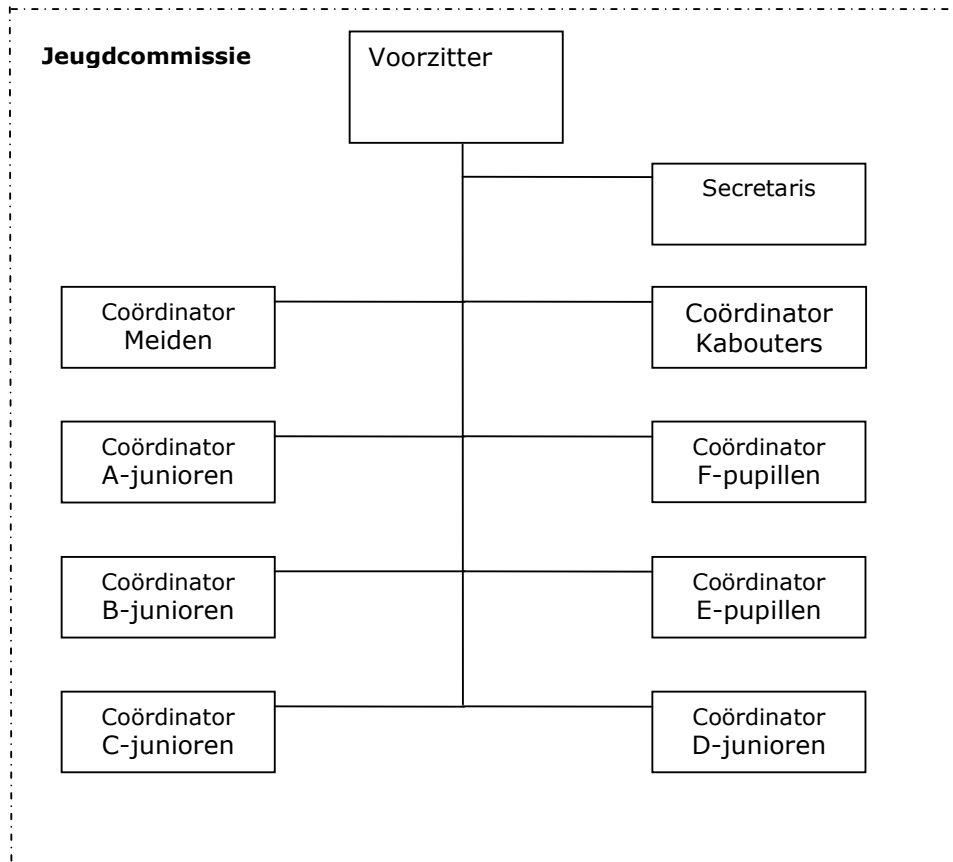 Jeugdcommissie
Voorzitter
Secretaris
Coördinator
Meiden
Coördinator
Kabouters
Coördinator
A-junioren
Coördinator
F-pupillen
Coördinator
B-junioren
Coördinator
E-pupillen
Coördinator
C-junioren
Coördinator
D-junioren